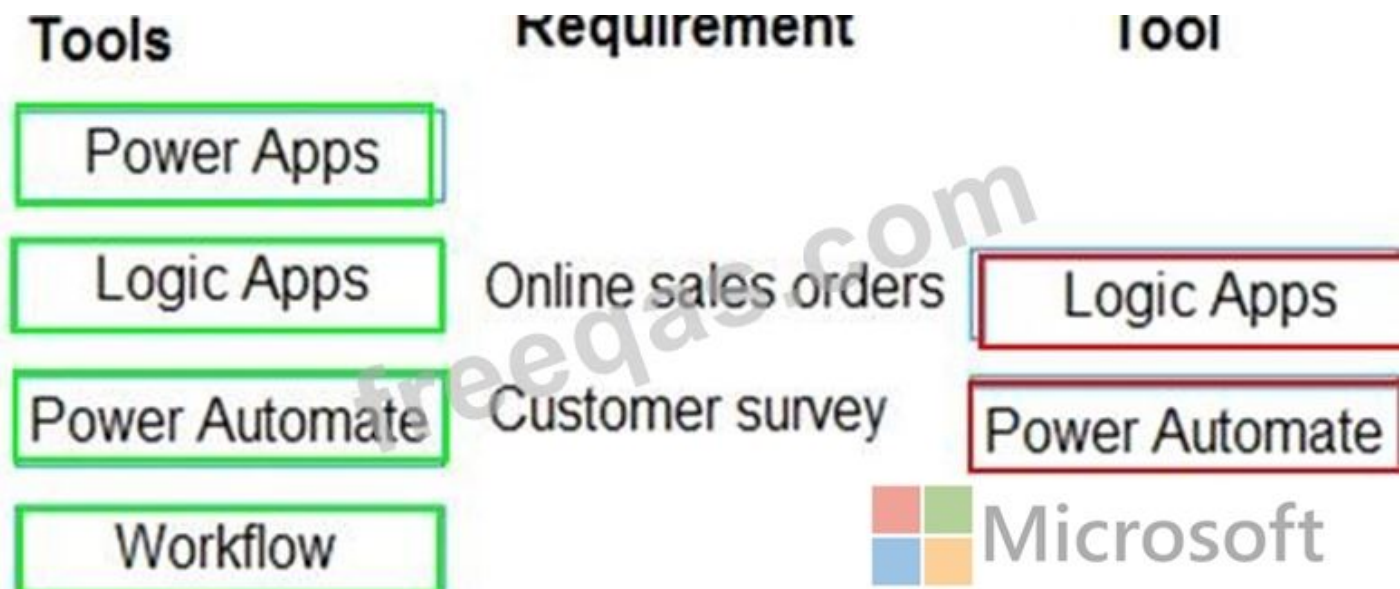 Tools Requirement Tool
Power Apps
Logic Apps Online sales orders Logic Apps
Power Automate Customer survey Power Automate
Workflow
freeqas.com
Microsoft